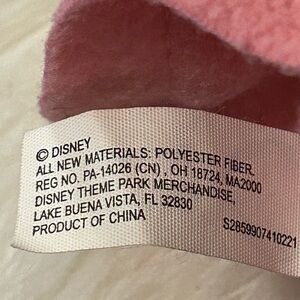 © DISNEY
ALL NEW MATERIALS: POLYESTER FIBER.
REG NO. PA-14026 (CN) , OH 18724, MA2000
DISNEY THEME PARK MERCHANDISE,
LAKE BUENA VISTA, FL 32830
PRODUCT OF CHINA
S2859907410221